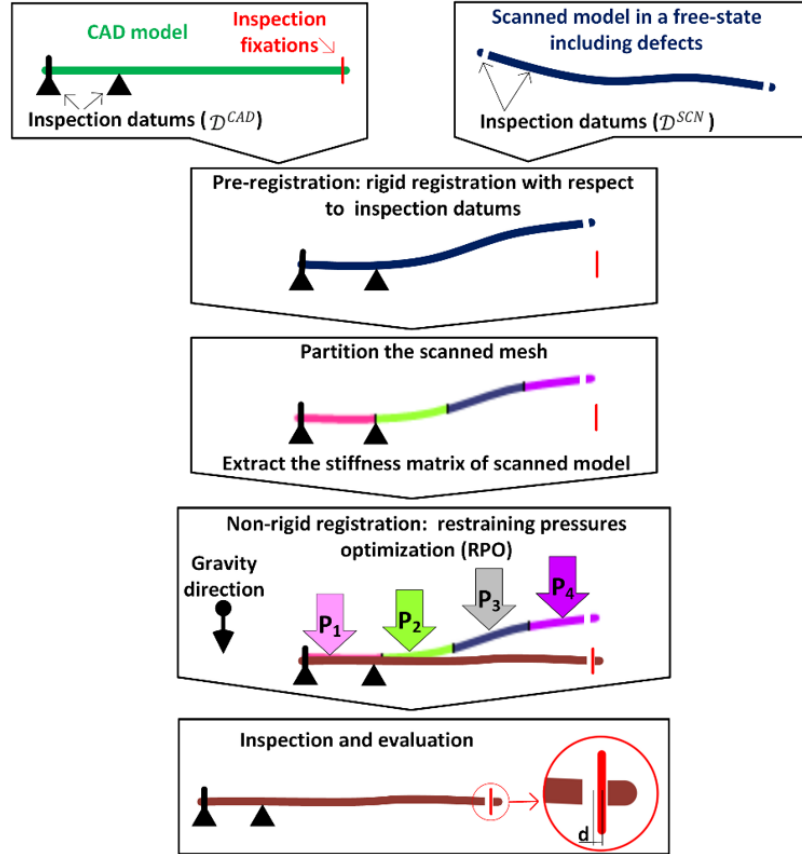 CAD model
Inspection
fixations
Inspection datums (𝒟^CAD)
Scanned model in a free-state
including defects
Inspection datums (𝒟^SCN)
Pre-registration: rigid registration with respect
to inspection datums
Partition the scanned mesh
Extract the stiffness matrix of scanned model
Non-rigid registration: restraining pressures
optimization (RPO)
Gravity
direction
P₁
P₂
P₃
P₄
Inspection and evaluation
d